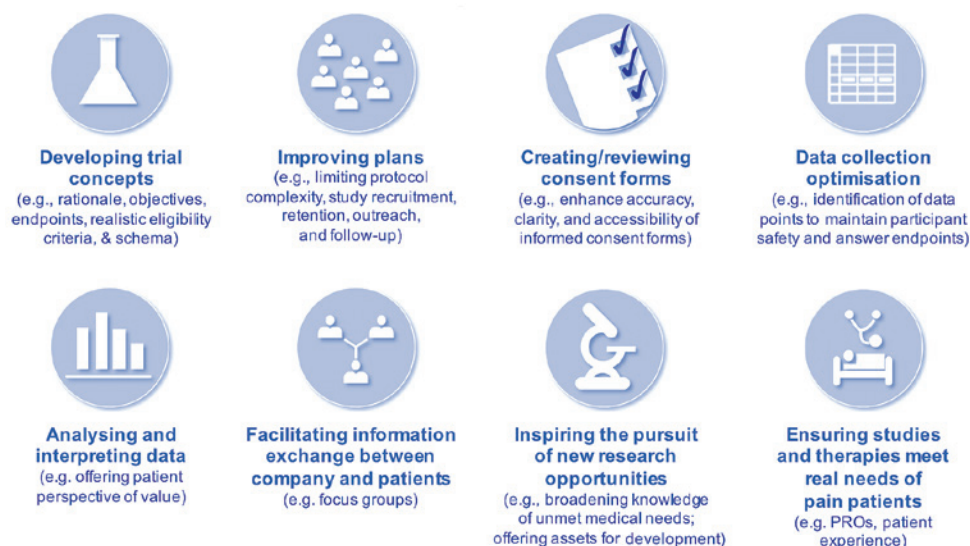 Developing trial
concepts
(e.g., rationale, objectives,
endpoints, realistic eligibility
criteria, & schema)
Improving plans
(e.g., limiting protocol
complexity, study recruitment,
retention, outreach,
and follow-up)
Creating/reviewing
consent forms
(e.g., enhance accuracy,
clarity, and accessibility of
informed consent forms)
Data collection
optimisation
(e.g., identification of data
points to maintain participant
safety and answer endpoints)
Analysing and
interpreting data
(e.g. offering patient
perspective of value)
Facilitating information
exchange between
company and patients
(e.g. focus groups)
Inspiring the pursuit
of new research
opportunities
(e.g., broadening knowledge
of unmet medical needs;
offering assets for development)
Ensuring studies
and therapies meet
real needs of
pain patients
(e.g. PROs, patient
experience)